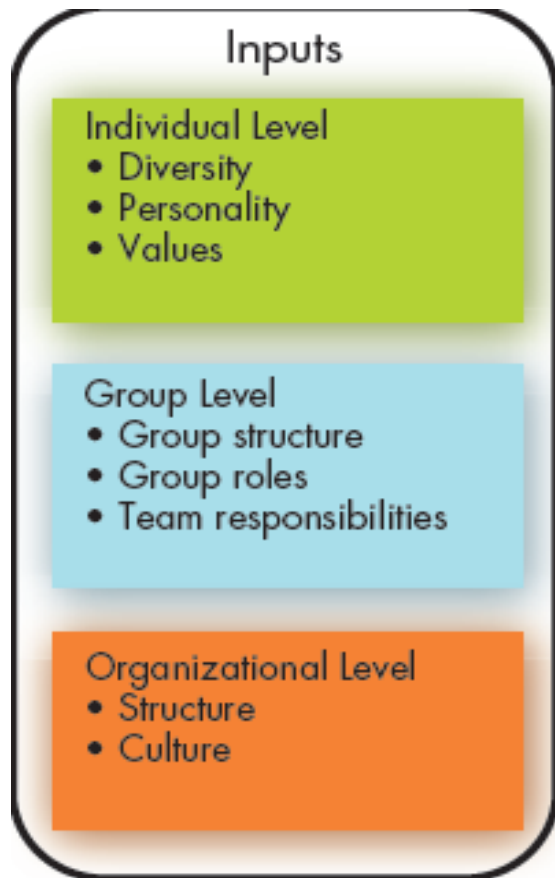 Inputs
Individual Level
• Diversity
• Personality
• Values
Group Level
• Group structure
• Group roles
• Team responsibilities
Organizational Level
• Structure
• Culture